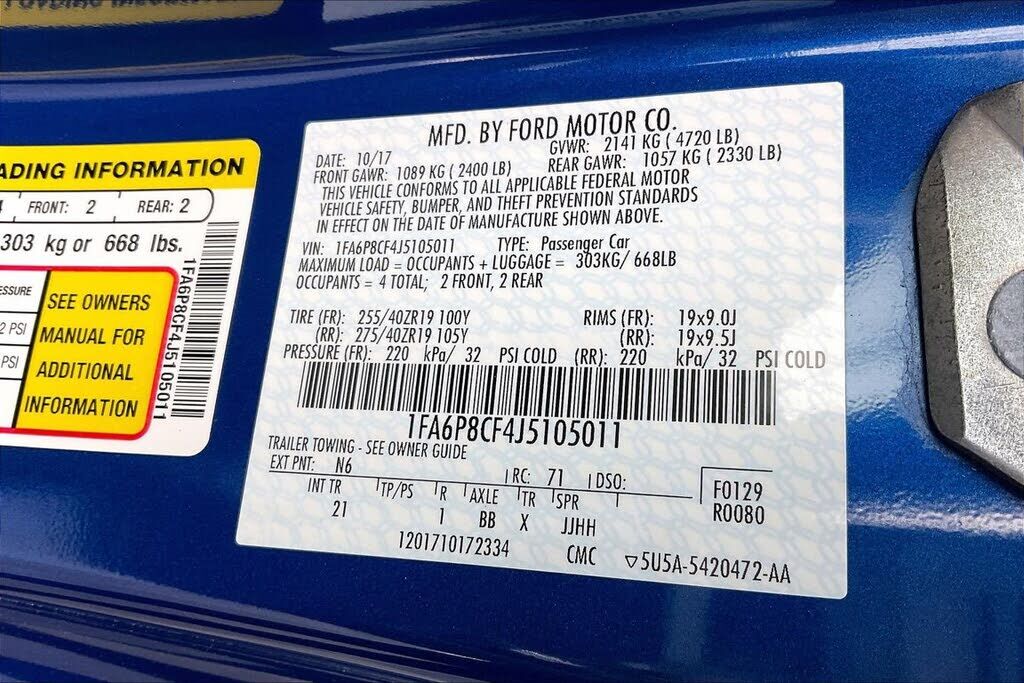 ADING INFORMATION
FRONT: 2
REAR: 2
303 kg or 668 lbs.
ESSURE
2 PSI
PSI
SEE OWNERS
MANUAL FOR
ADDITIONAL
INFORMATION
1FA6P8CF4J5105011
MFD. BY FORD MOTOR CO.
DATE: 10/17 GVWR: 2141 KG ( 4720 LB)
FRONT GAWR: 1089 KG ( 2400 LB) REAR GAWR: 1057 KG ( 2330 LB)
THIS VEHICLE CONFORMS TO ALL APPLICABLE FEDERAL MOTOR
VEHICLE SAFETY, BUMPER, AND THEFT PREVENTION STANDARDS
IN EFFECT ON THE DATE OF MANUFACTURE SHOWN ABOVE.
VIN: 1FA6P8CF4J5105011 TYPE: Passenger Car
MAXIMUM LOAD = OCCUPANTS + LUGGAGE = 303KG/ 668LB
OCCUPANTS = 4 TOTAL; 2 FRONT, 2 REAR
TIRE (FR): 255/40ZR19 100Y RIMS (FR): 19x9.0J
(RR): 275/40ZR19 105Y (RR): 19x9.5J
PRESSURE (FR): 220 kPa/ 32 PSI COLD (RR): 220 kPa/ 32 PSI COLD
1FA6P8CF4J5105011
TRAILER TOWING - SEE OWNER GUIDE
EXT PNT: N6 RC: 71 DSO: F0129
INT TR TP/PS R AXLE TR SPR R0080
21 1 BB X JJHH
1201710172334 CMC ▽5U5A-5420472-AA